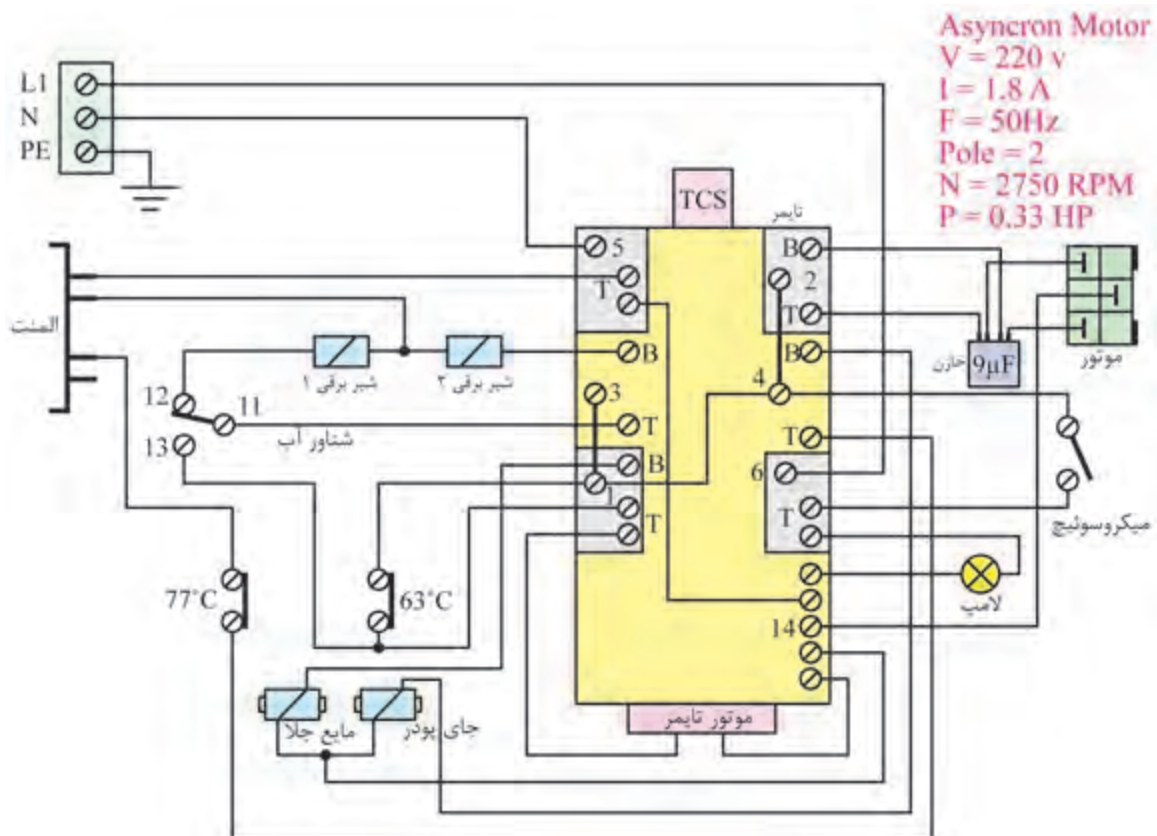 Asyncron Motor
V = 220 v
I = 1.8 A
F = 50Hz
Pole = 2
N = 2750 RPM
P = 0.33 HP
L1
N
PE
TCS
تایمر
5
T
B
2
T
B
B
3
4
T
T
B
1
T
6
T
14
المنت
شیر برقی ۱
شیر برقی ۲
12
11
13
شناور آب
77°C
63°C
مایع جلا
جای پودر
موتور تایمر
خازن
9µF
موتور
میکروسوئیچ
لامپ